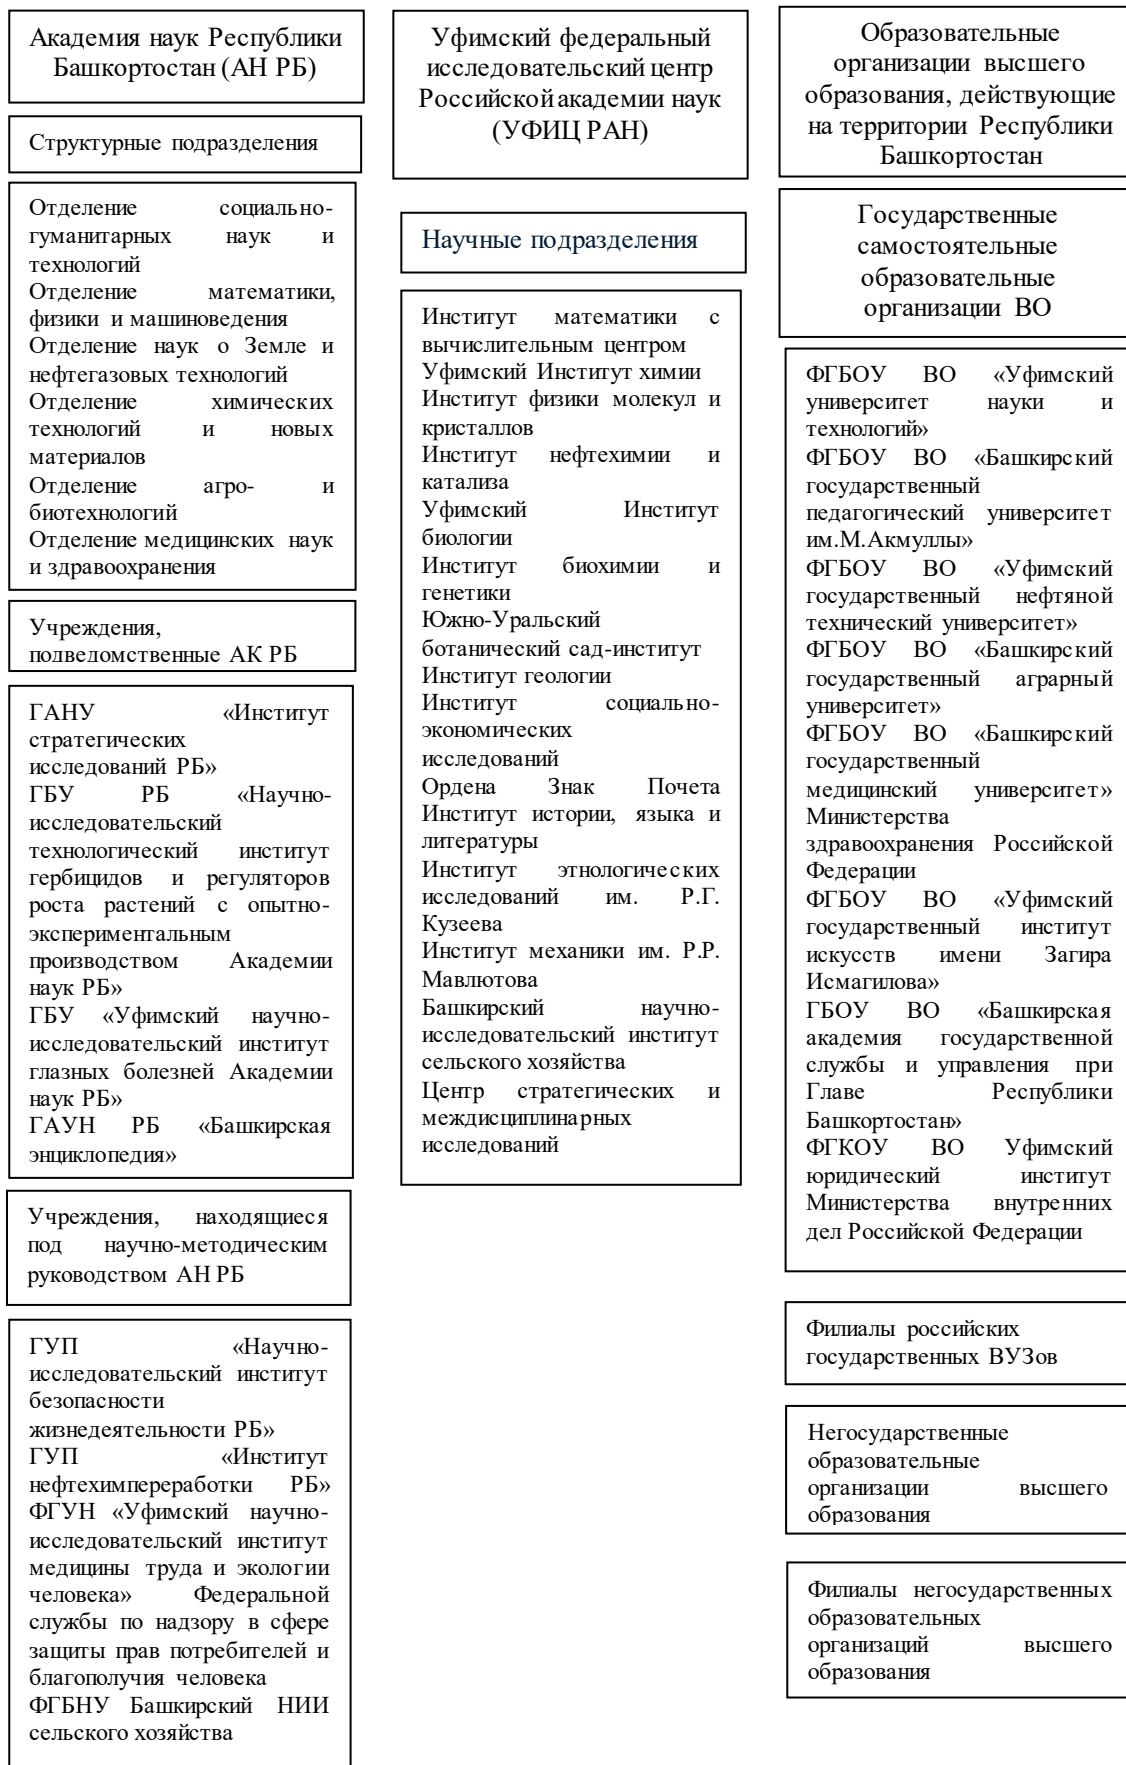 Академия наук Республики
Башкортостан (АН РБ)
Структурные подразделения
Отделение социально-
гуманитарных наук и
технологий
Отделение математики,
физики и машиноведения
Отделение наук о Земле и
нефтегазовых технологий
Отделение химических
технологий и новых
материалов
Отделение агро- и
биотехнологий
Отделение медицинских наук
и здравоохранения
Учреждения,
подведомственные АК РБ
ГАНУ «Институт
стратегических
исследований РБ»
ГБУ РБ «Научно-
исследовательский
технологический институт
гербицидов и регуляторов
роста растений с опытно-
экспериментальным
производством Академии
наук РБ»
ГБУ «Уфимский научно-
исследовательский институт
глазных болезней Академии
наук РБ»
ГАУН РБ «Башкирская
энциклопедия»
Учреждения, находящиеся
под научно-методическим
руководством АН РБ
ГУП «Научно-
исследовательский институт
безопасности
жизнедеятельности РБ»
ГУП «Институт
нефтехимпереработки РБ»
ФГУН «Уфимский научно-
исследовательский институт
медицины труда и экологии
человека» Федеральной
службы по надзору в сфере
защиты прав потребителей и
благополучия человека
ФГБНУ Башкирский НИИ
сельского хозяйства
Уфимский федеральный
исследовательский центр
Российской академии наук
(УФИЦ РАН)
Научные подразделения
Институт математики с
вычислительным центром
Уфимский Институт химии
Институт физики молекул и
кристаллов
Институт нефтехимии и
катализа
Уфимский Институт
биологии
Институт биохимии и
генетики
Южно-Уральский
ботанический сад-институт
Институт геологии
Институт социально-
экономических
исследований
Ордена Знак Почета
Институт истории, языка и
литературы
Институт этнологических
исследований им. Р.Г.
Кузеева
Институт механики им. Р.Р.
Мавлютова
Башкирский научно-
исследовательский институт
сельского хозяйства
Центр стратегических и
междисциплинарных
исследований
Образовательные
организации высшего
образования, действующие
на территории Республики
Башкортостан
Государственные
самостоятельные
образовательные
организации ВО
ФГБОУ ВО «Уфимский
университет науки и
технологий»
ФГБОУ ВО «Башкирский
государственный
педагогический университет
им.М.Акмуллы»
ФГБОУ ВО «Уфимский
государственный нефтяной
технический университет»
ФГБОУ ВО «Башкирский
государственный аграрный
университет»
ФГБОУ ВО «Башкирский
государственный
медицинский университет»
Министерства
здравоохранения Российской
Федерации
ФГБОУ ВО «Уфимский
государственный институт
искусств имени Загира
Исмагилова»
ГБОУ ВО «Башкирская
академия государственной
службы и управления при
Главе Республики
Башкортостан»
ФГКОУ ВО Уфимский
юридический институт
Министерства внутренних
дел Российской Федерации
Филиалы российских
государственных ВУЗов
Негосударственные
образовательные
организации высшего
образования
Филиалы негосударственных
образовательных
организаций высшего
образования